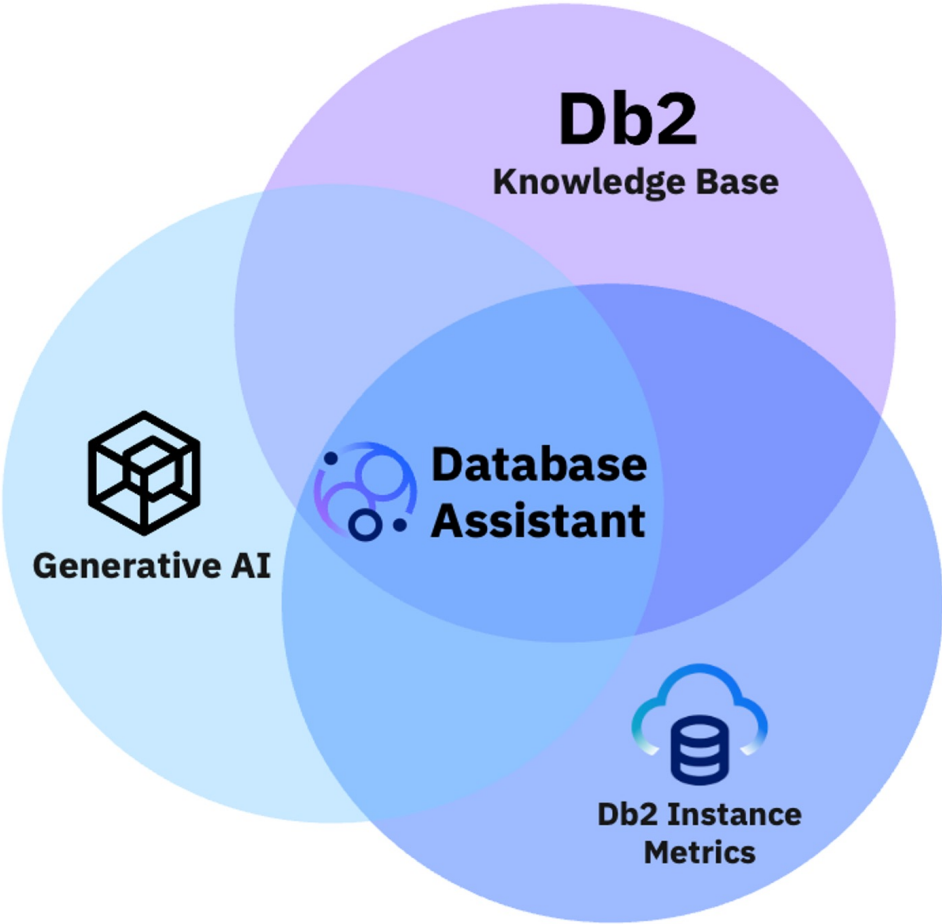 Db2
Knowledge Base
Database
Assistant
Generative AI
Db2 Instance
Metrics